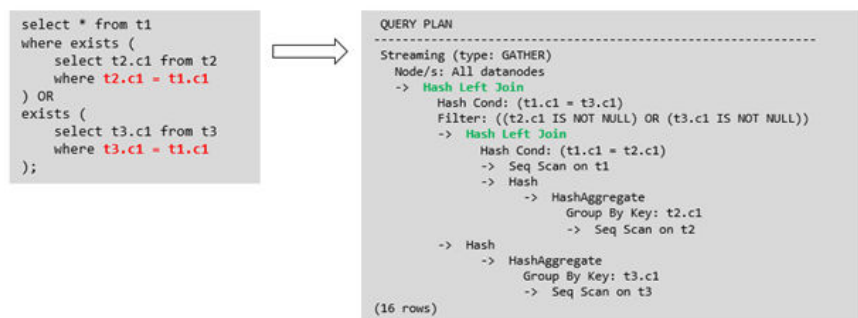 select * from t1
where exists (
    select t2.c1 from t2
    where t2.c1 = t1.c1
) OR
exists (
    select t3.c1 from t3
    where t3.c1 = t1.c1
);
QUERY PLAN
----------------------------------------------------------------
Streaming (type: GATHER)
  Node/s: All datanodes
  -> Hash Left Join
       Hash Cond: (t1.c1 = t3.c1)
       Filter: ((t2.c1 IS NOT NULL) OR (t3.c1 IS NOT NULL))
       -> Hash Left Join
            Hash Cond: (t1.c1 = t2.c1)
            -> Seq Scan on t1
            -> Hash
                 -> HashAggregate
                      Group By Key: t2.c1
                      -> Seq Scan on t2
       -> Hash
            -> HashAggregate
                 Group By Key: t3.c1
                 -> Seq Scan on t3
(16 rows)